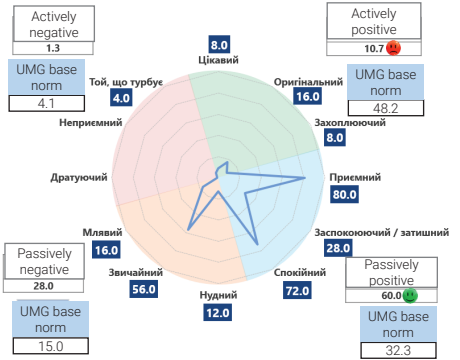 Actively
negative
1.3
UMG base
norm
4.1
Actively
positive
10.7
UMG base
norm
48.2
8.0
Цікавий
Той, що турбує
4.0
Оригінальний
16.0
Неприємний
Захоплюючий
8.0
Дратуючий
Приємний
80.0
Млявий
16.0
Заспокоюючий / затишний
28.0
Звичайний
56.0
Спокійний
72.0
Нудний
12.0
Passively
negative
28.0
UMG base
norm
15.0
Passively
positive
60.0
UMG base
norm
32.3